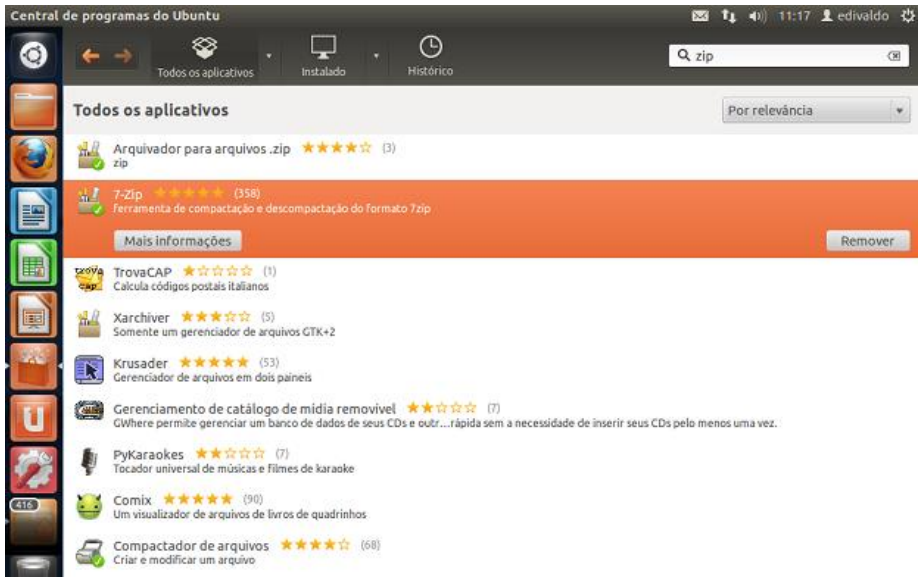 Central de programas do Ubuntu 11:17 edivaldo
Todos os aplicativos Instalado Histórico zip
Todos os aplicativos Por relevância
Arquivador para arquivos .zip (3)
zip
7-Zip (358)
ferramenta de compactação e descompactação do formato 7zip
Mais informações Remover
TrovaCAP (1)
Calcula códigos postais italianos
Xarchiver (5)
Somente um gerenciador de arquivos GTK+2
Krusader (53)
Gerenciador de arquivos em dois paineis
Gerenciamento de catálogo de mídia removível (7)
GWhere permite gerenciar um banco de dados de seus CDs e outr...rápida sem a necessidade de inserir seus CDs pelo menos uma vez.
PyKaraokes (7)
Tocador universal de músicas e filmes de karaoke
Comix (90)
Um visualizador de arquivos de livros de quadrinhos
416
Compactador de arquivos (68)
Criar e modificar um arquivo